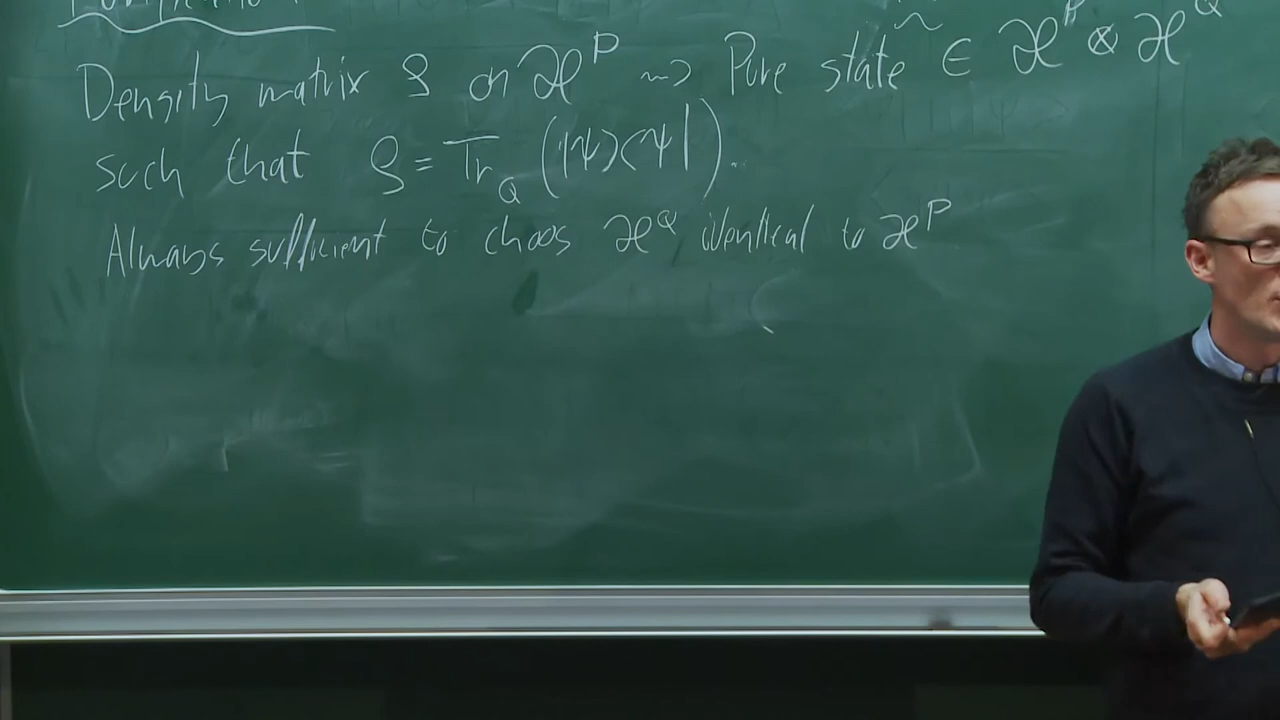 Density matrix ρ on ℋ^P ⇝ Pure state ∈ ℋ^P ⊗ ℋ^Q
such that ρ = Tr_Q (|ψ><ψ|).
Always sufficient to choos ℋ^Q identical to ℋ^P